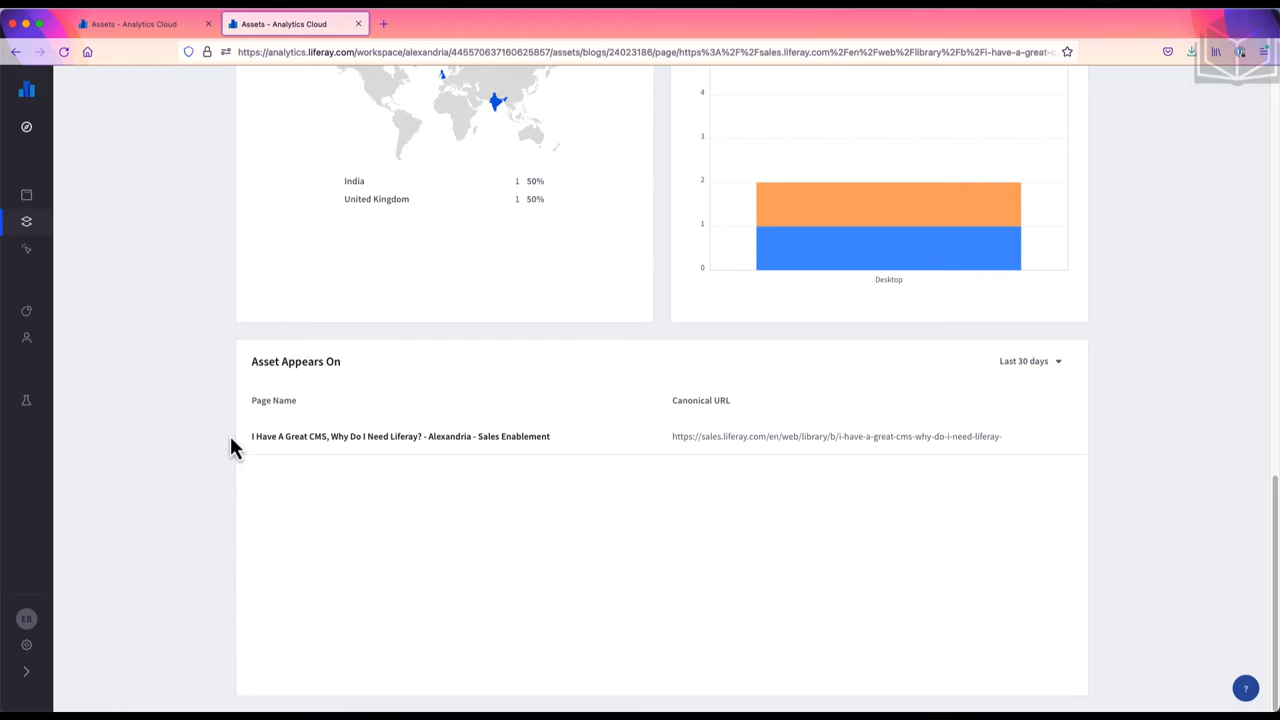 Assets - Analytics Cloud
Assets - Analytics Cloud
https://analytics.liferay.com/workspace/alexandria/445570637160625857/assets/blogs/24023186/page/https%3A%2F%2Fsales.liferay.com%2Fen%2Fweb%2Flibrary%2Fb%2Fi-have-a-great-c
India 1 50%
United Kingdom 1 50%
4
3
2
1
0
Desktop
Asset Appears On
Last 30 days
Page Name
Canonical URL
I Have A Great CMS, Why Do I Need Liferay? - Alexandria - Sales Enablement
https://sales.liferay.com/en/web/library/b/i-have-a-great-cms-why-do-i-need-liferay-
EB
?